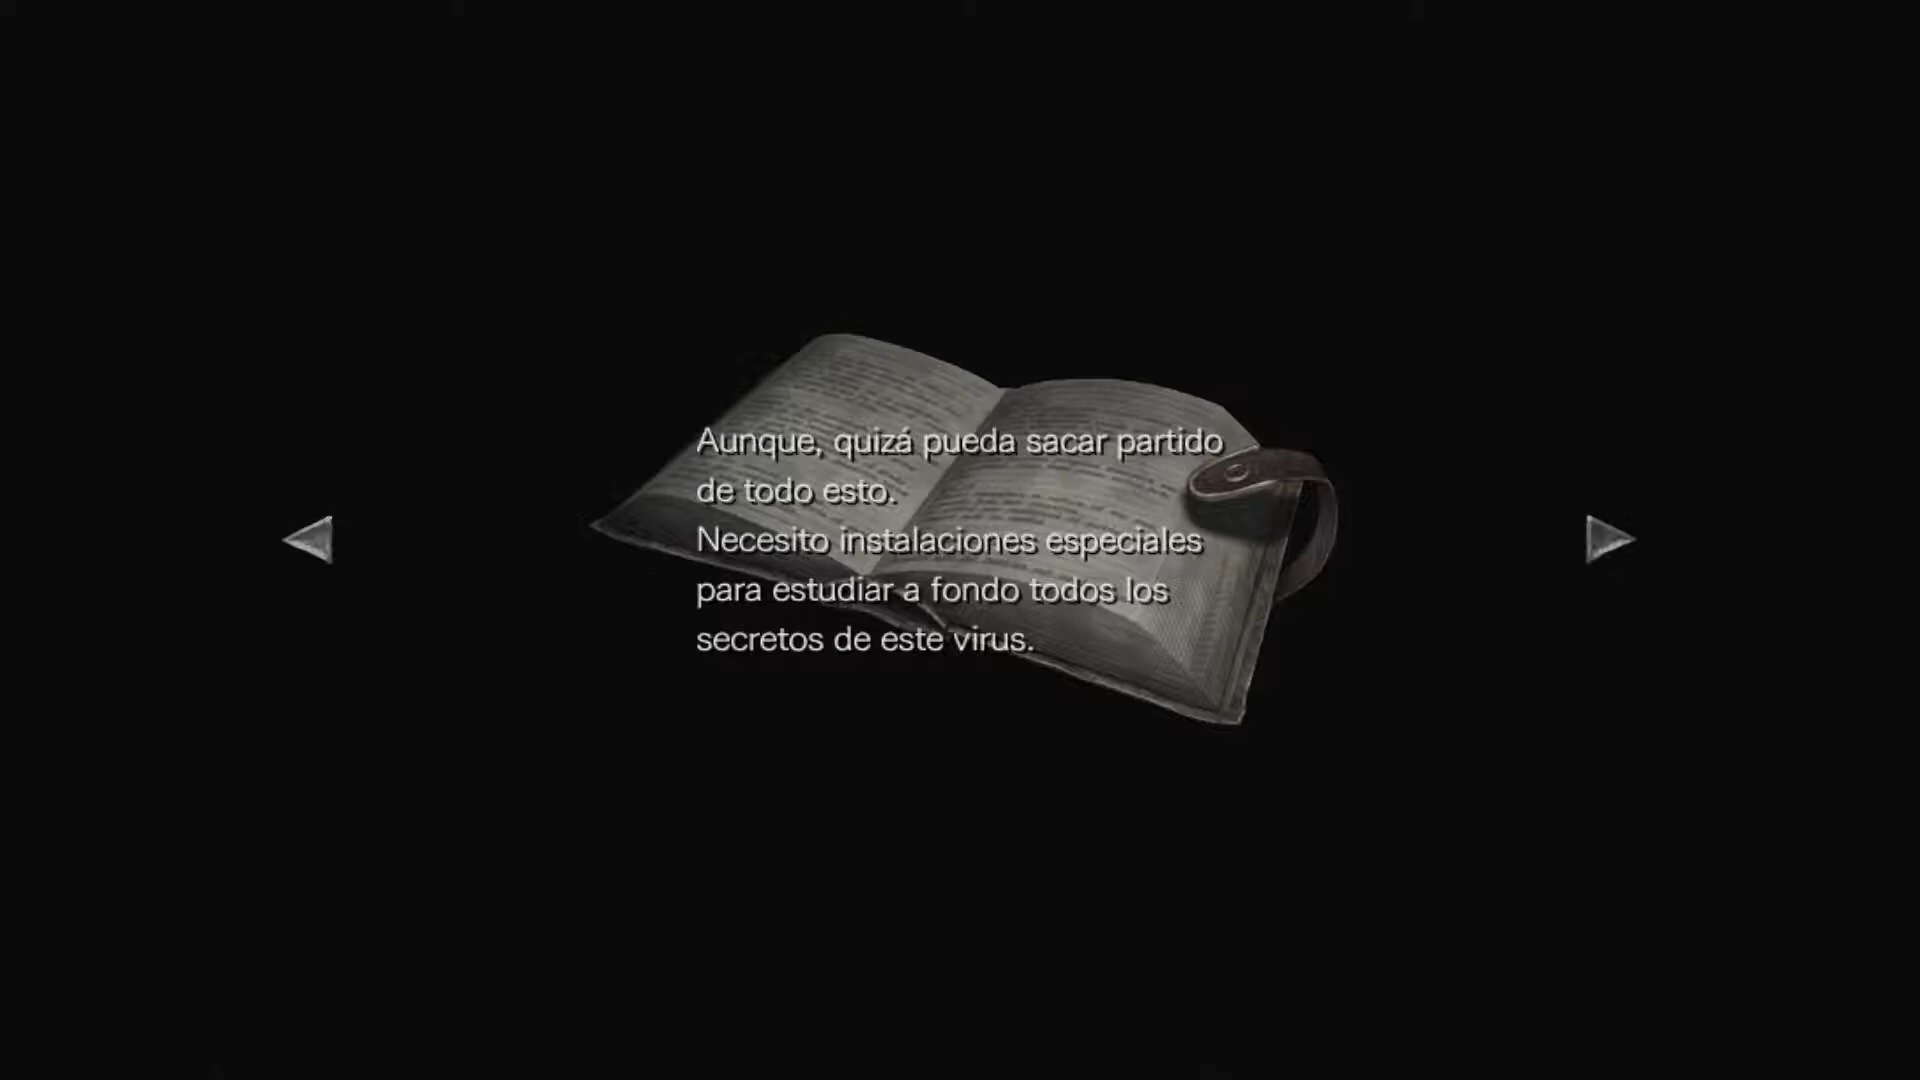 Aunque, quizá pueda sacar partido
de todo esto.
Necesito instalaciones especiales
para estudiar a fondo todos los
secretos de este virus.